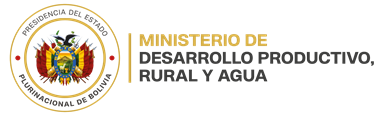 PRESIDENCIA DEL ESTADO
PLURINACIONAL DE BOLIVIA
MINISTERIO DE
DESARROLLO PRODUCTIVO,
RURAL Y AGUA